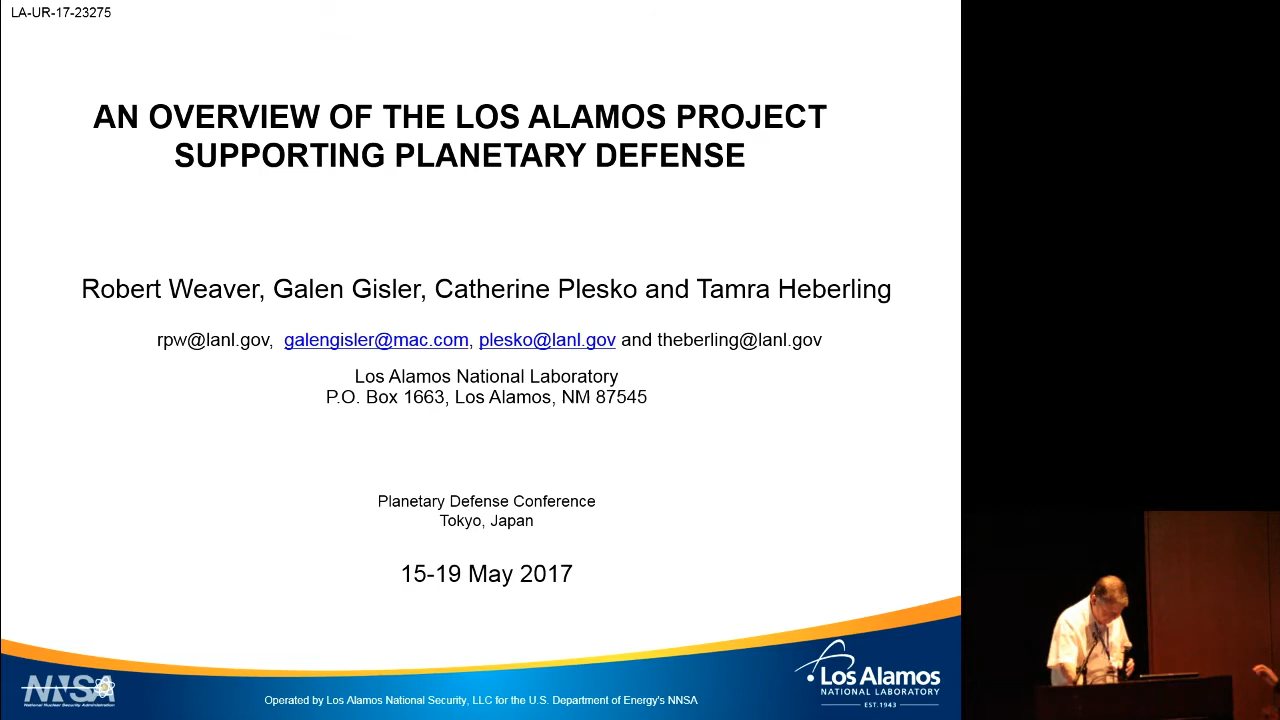 LA-UR-17-23275
AN OVERVIEW OF THE LOS ALAMOS PROJECT
SUPPORTING PLANETARY DEFENSE
Robert Weaver, Galen Gisler, Catherine Plesko and Tamra Heberling
rpw@lanl.gov, galengisler@mac.com, plesko@lanl.gov and theberling@lanl.gov
Los Alamos National Laboratory
P.O. Box 1663, Los Alamos, NM 87545
Planetary Defense Conference
Tokyo, Japan
15-19 May 2017
NNSA
National Nuclear Security Administration
Operated by Los Alamos National Security, LLC for the U.S. Department of Energy's NNSA
Los Alamos
NATIONAL LABORATORY
EST.1943